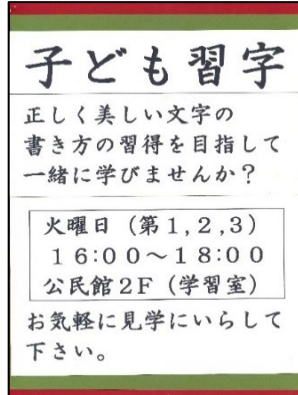 子ども習字
正しく美しい文字の
書き方の習得を目指して
一緒に学びませんか？
火曜日（第1,2,3）
16:00～18:00
公民館2F（学習室）
お気軽に見学にいらして
下さい。